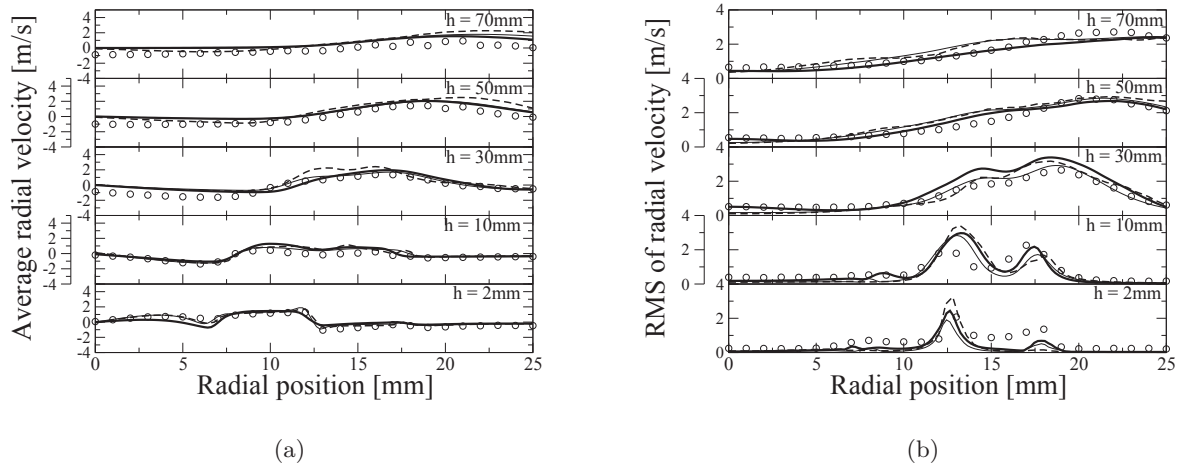 Average radial velocity [m/s]
4
2
0
-2
-4
h = 70mm
4
2
0
-2
-4
h = 50mm
4
2
0
-2
-4
h = 30mm
4
2
0
-2
-4
h = 10mm
4
2
0
-2
-4
h = 2mm
0 5 10 15 20 25
Radial position [mm]
(a)
RMS of radial velocity [m/s]
4
2
0
h = 70mm
4
2
0
h = 50mm
4
2
0
h = 30mm
4
2
0
h = 10mm
4
2
0
h = 2mm
0 5 10 15 20 25
Radial position [mm]
(b)